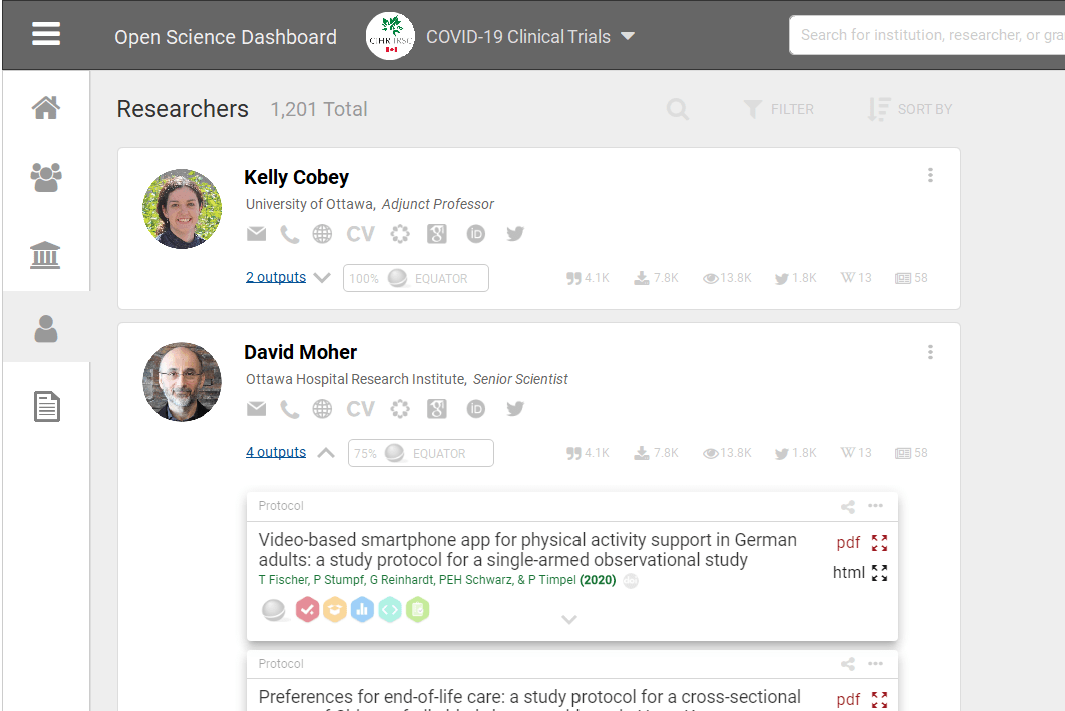 Open Science Dashboard
CIHR IRSC
COVID-19 Clinical Trials
Search for institution, researcher, or gra
Researchers 1,201 Total
FILTER
SORT BY
Kelly Cobey
University of Ottawa, Adjunct Professor
CV
8
iD
2 outputs
100% EQUATOR
4.1K 7.8K 13.8K 1.8K W 13 58
David Moher
Ottawa Hospital Research Institute, Senior Scientist
CV
8
iD
4 outputs
75% EQUATOR
4.1K 7.8K 13.8K 1.8K W 13 58
Protocol
Video-based smartphone app for physical activity support in German
adults: a study protocol for a single-armed observational study
T Fischer, P Stumpf, G Reinhardt, PEH Schwarz, & P Timpel (2020) doi
pdf
html
Protocol
Preferences for end-of-life care: a study protocol for a cross-sectional
pdf